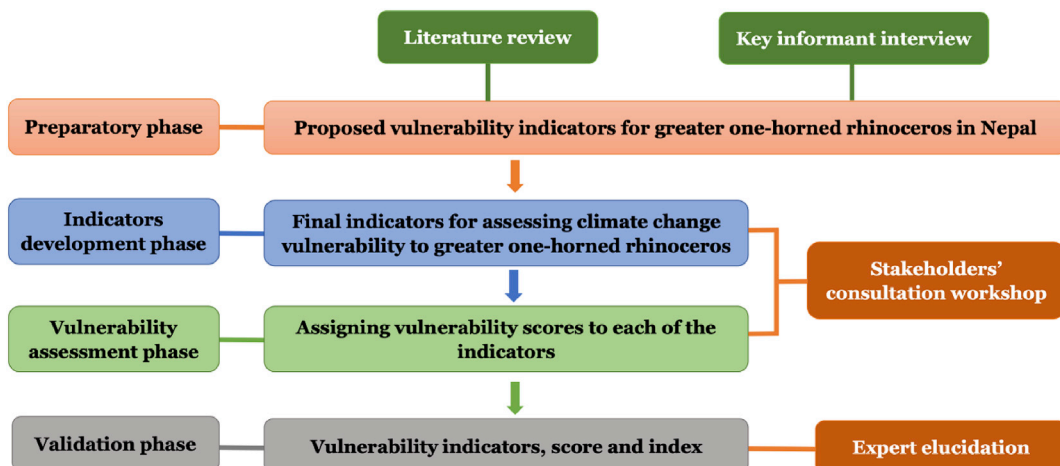 Literature review
Key informant interview
Preparatory phase
Proposed vulnerability indicators for greater one-horned rhinoceros in Nepal
Indicators
development phase
Final indicators for assessing climate change
vulnerability to greater one-horned rhinoceros
Stakeholders'
consultation workshop
Vulnerability
assessment phase
Assigning vulnerability scores to each of the
indicators
Validation phase
Vulnerability indicators, score and index
Expert elucidation